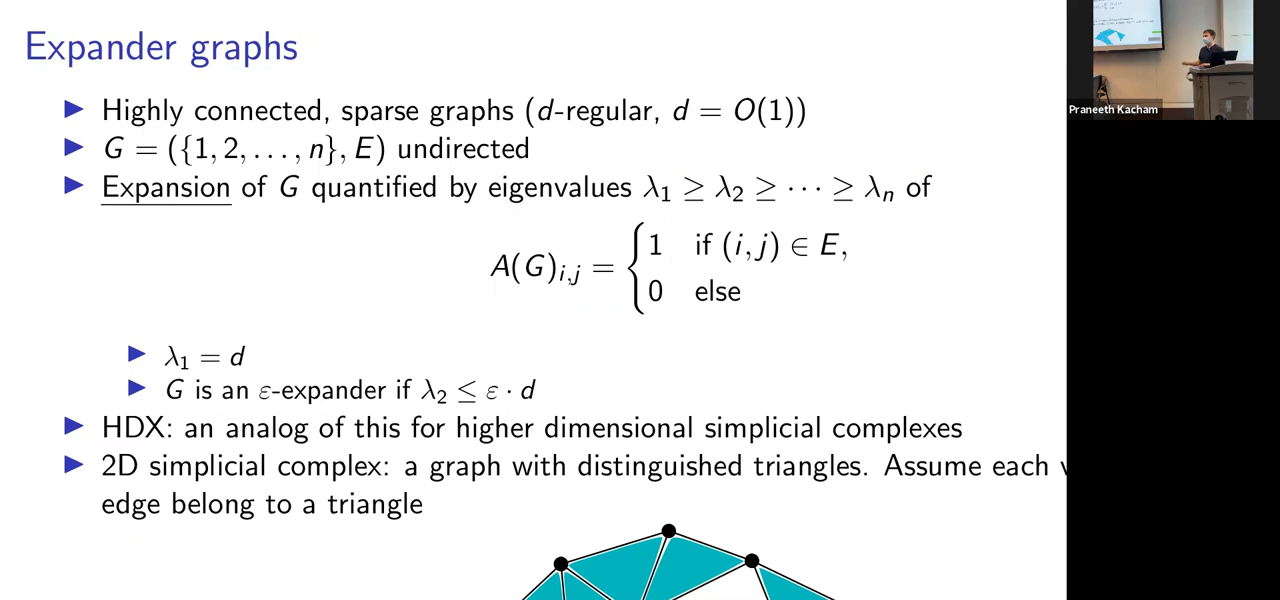 Expander graphs
Highly connected, sparse graphs (d-regular, d = O(1))
G = ({1, 2, . . . , n}, E) undirected
Expansion of G quantified by eigenvalues λ₁ ≥ λ₂ ≥ ··· ≥ λₙ of
A(G)ᵢ,ⱼ = { 1 if (i, j) ∈ E,
0 else
λ₁ = d
G is an ε-expander if λ₂ ≤ ε · d
HDX: an analog of this for higher dimensional simplicial complexes
2D simplicial complex: a graph with distinguished triangles. Assume each
edge belong to a triangle
Praneeth Kacham